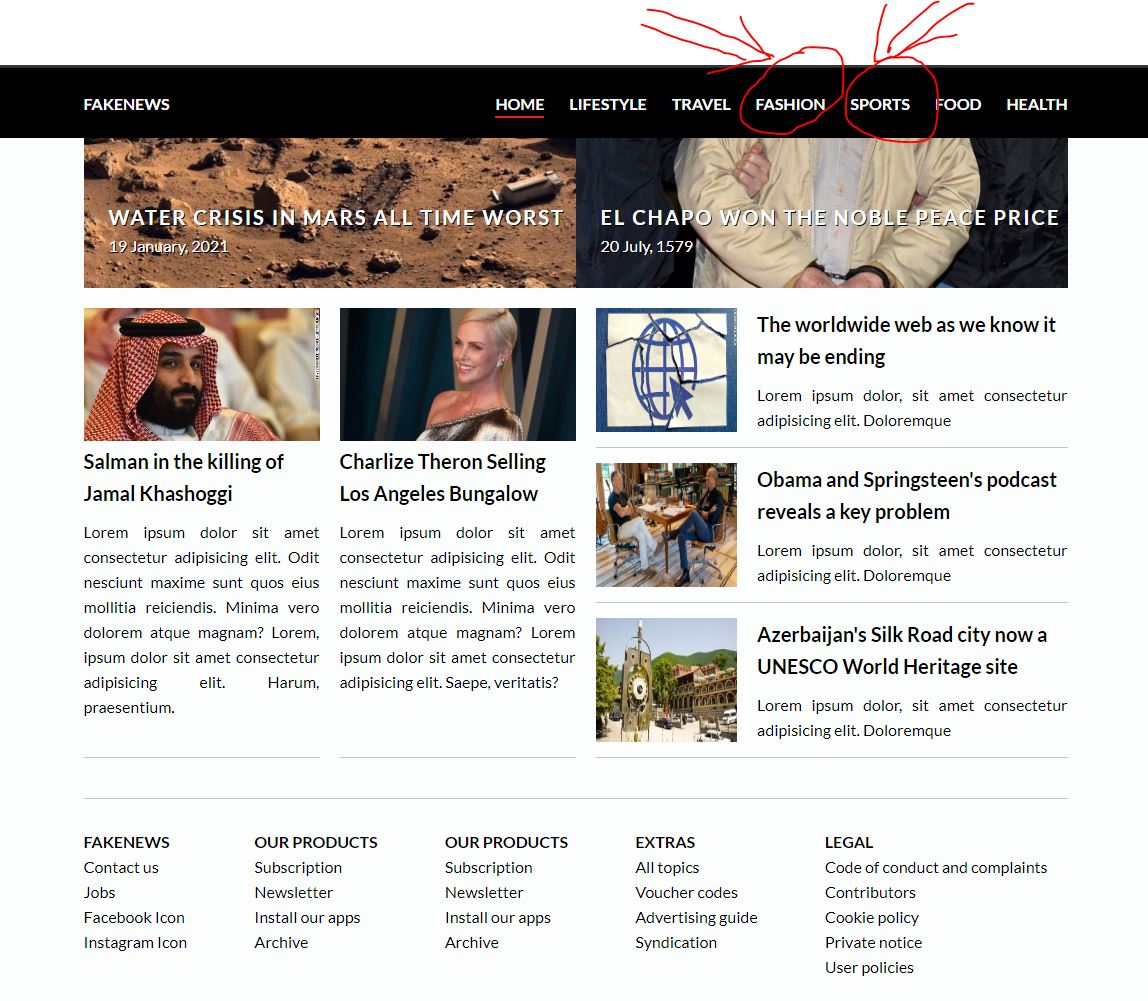 FAKENEWS HOME LIFESTYLE TRAVEL FASHION SPORTS FOOD HEALTH
WATER CRISIS IN MARS ALL TIME WORST
19 January, 2021
EL CHAPO WON THE NOBLE PEACE PRICE
20 July, 1579
Salman in the killing of
Jamal Khashoggi
Lorem ipsum dolor sit amet
consectetur adipisicing elit. Odit
nesciunt maxime sunt quos eius
mollitia reiciendis. Minima vero
dolorem atque magnam? Lorem,
ipsum dolor sit amet consectetur
adipisicing elit. Harum,
praesentium.
Charlize Theron Selling
Los Angeles Bungalow
Lorem ipsum dolor sit amet
consectetur adipisicing elit. Odit
nesciunt maxime sunt quos eius
mollitia reiciendis. Minima vero
dolorem atque magnam? Lorem
ipsum dolor sit amet consectetur
adipisicing elit. Saepe, veritatis?
The worldwide web as we know it
may be ending
Lorem ipsum dolor, sit amet consectetur
adipisicing elit. Doloremque
Obama and Springsteen's podcast
reveals a key problem
Lorem ipsum dolor, sit amet consectetur
adipisicing elit. Doloremque
Azerbaijan's Silk Road city now a
UNESCO World Heritage site
Lorem ipsum dolor, sit amet consectetur
adipisicing elit. Doloremque
FAKENEWS
Contact us
Jobs
Facebook Icon
Instagram Icon
OUR PRODUCTS
Subscription
Newsletter
Install our apps
Archive
OUR PRODUCTS
Subscription
Newsletter
Install our apps
Archive
EXTRAS
All topics
Voucher codes
Advertising guide
Syndication
LEGAL
Code of conduct and complaints
Contributors
Cookie policy
Private notice
User policies